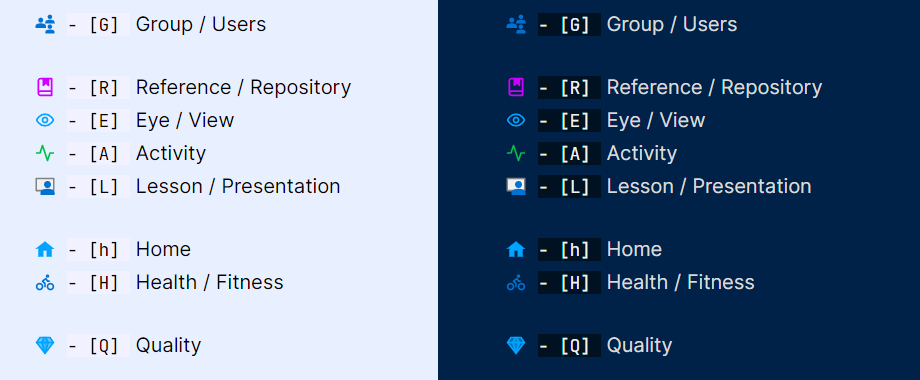 - [G] Group / Users
- [R] Reference / Repository
- [E] Eye / View
- [A] Activity
- [L] Lesson / Presentation
- [h] Home
- [H] Health / Fitness
- [Q] Quality
- [G] Group / Users
- [R] Reference / Repository
- [E] Eye / View
- [A] Activity
- [L] Lesson / Presentation
- [h] Home
- [H] Health / Fitness
- [Q] Quality